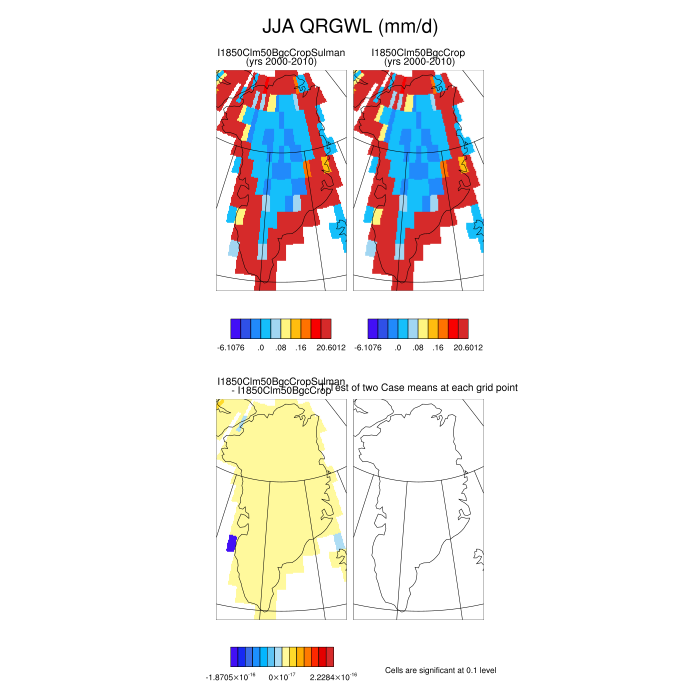 JJA QRGWL (mm/d)
I1850Clm50BgcCropSulman
(yrs 2000-2010)
I1850Clm50BgcCrop
(yrs 2000-2010)
-6.1076 .0 .08 .16 20.6012
-6.1076 .0 .08 .16 20.6012
I1850Clm50BgcCropSulman
- I1850Clm50BgcCrop
T-Test of two Case means at each grid point
-1.8705×10⁻¹⁶ 0×10⁻¹⁷ 2.2284×10⁻¹⁶
Cells are significant at 0.1 level